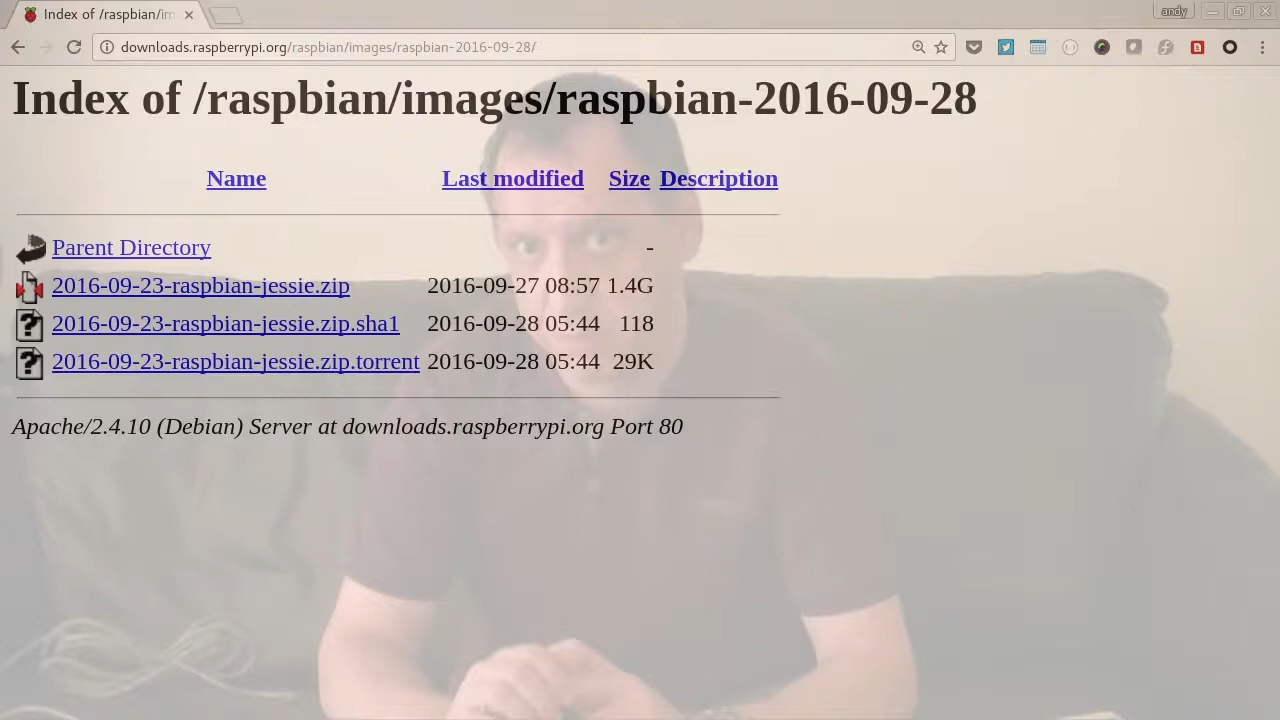 Index of /raspbian/im
andy
downloads.raspberrypi.org/raspbian/images/raspbian-2016-09-28/
Index of /raspbian/images/raspbian-2016-09-28
Name Last modified Size Description
Parent Directory -
2016-09-23-raspbian-jessie.zip 2016-09-27 08:57 1.4G
2016-09-23-raspbian-jessie.zip.sha1 2016-09-28 05:44 118
2016-09-23-raspbian-jessie.zip.torrent 2016-09-28 05:44 29K
Apache/2.4.10 (Debian) Server at downloads.raspberrypi.org Port 80